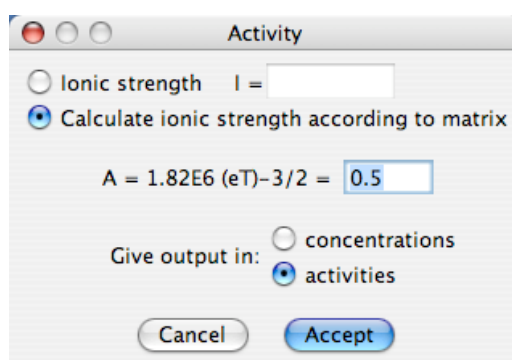 Activity
Ionic strength I =
Calculate ionic strength according to matrix
A = 1.82E6 (eT)-3/2 = 0.5
Give output in:
concentrations
activities
Cancel Accept